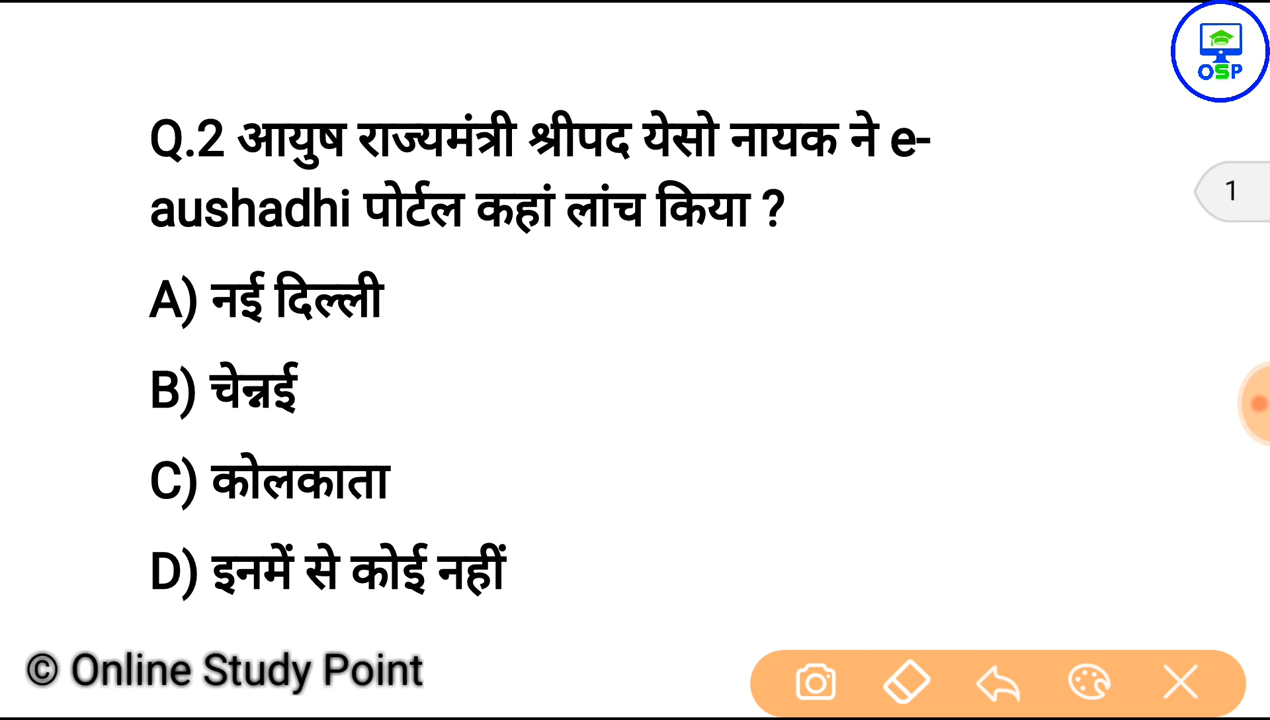 OSP
Q.2 आयुष राज्यमंत्री श्रीपद येसो नायक ने e-
aushadhi पोर्टल कहां लांच किया ?
1
A) नई दिल्ली
B) चेन्नई
C) कोलकाता
D) इनमें से कोई नहीं
© Online Study Point